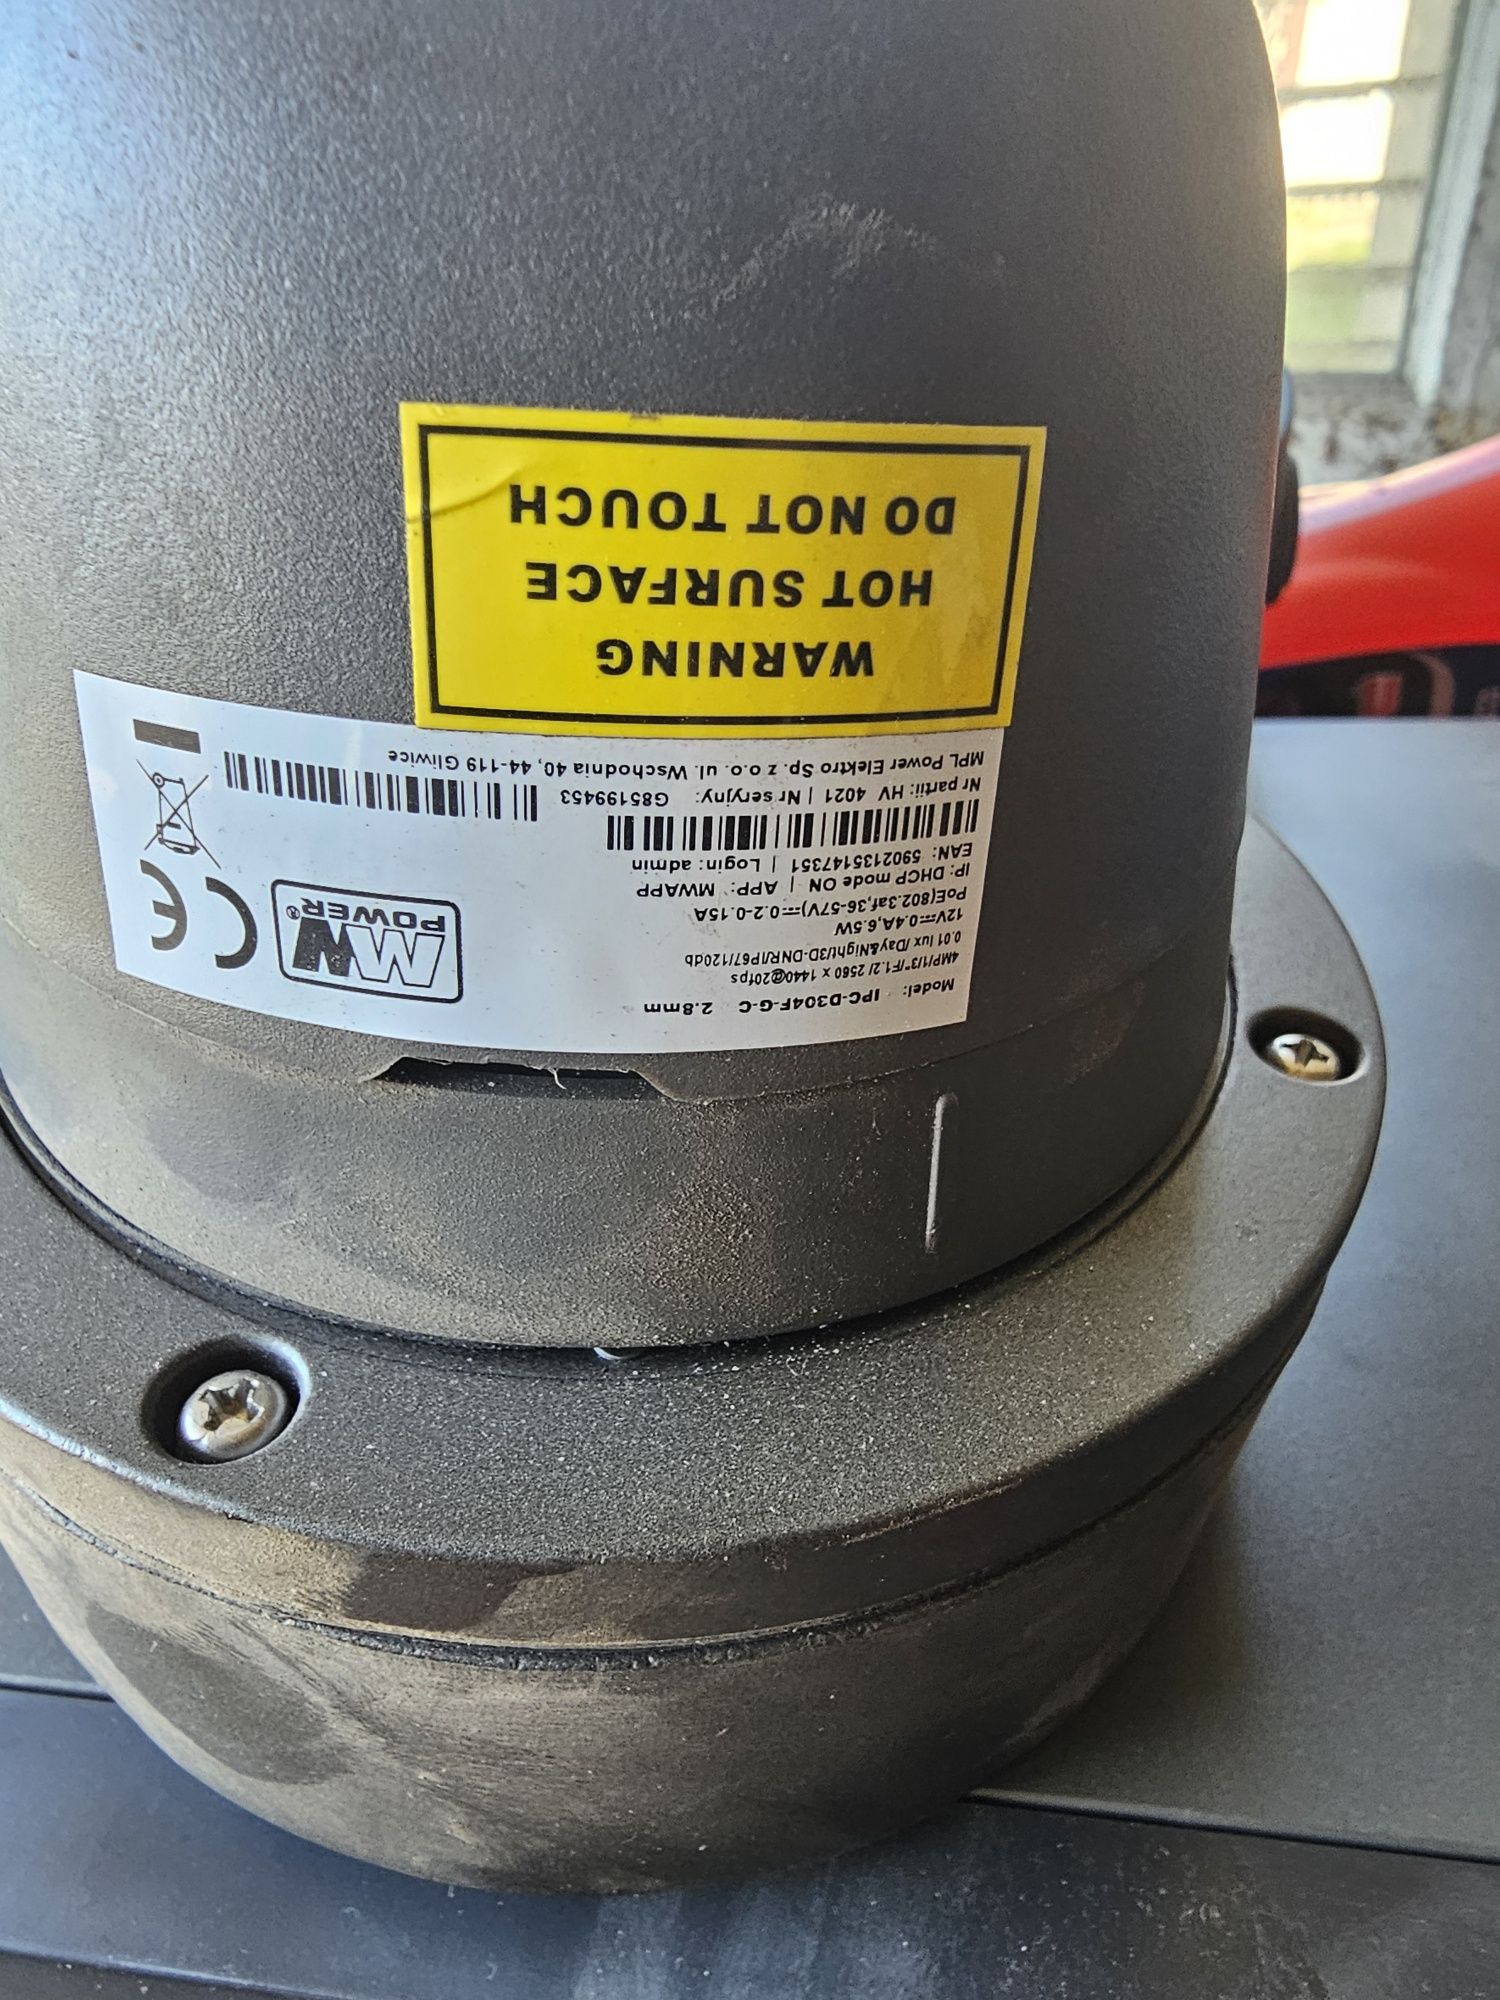 Model: IPC-D304F-G-C 2.8mm
4MP/1/3"/F1.2/ 2560 x 1440@20fps
0.01 lux /Day&Night/3D-DNR/IP67/120db
12V⎓0.4A,6.5W
PoE(802.3af,36-57V)⎓0.2-0.15A
IP: DHCP mode ON | APP: MWAPP
EAN: 5902135147351 | Login: admin
Nr partii: HV 4021 | Nr seryjny: G85199453
MPL Power Elektro Sp. z o.o. ul. Wschodnia 40, 44-119 Gliwice
MW
POWER®
CE
WARNING
HOT SURFACE
DO NOT TOUCH